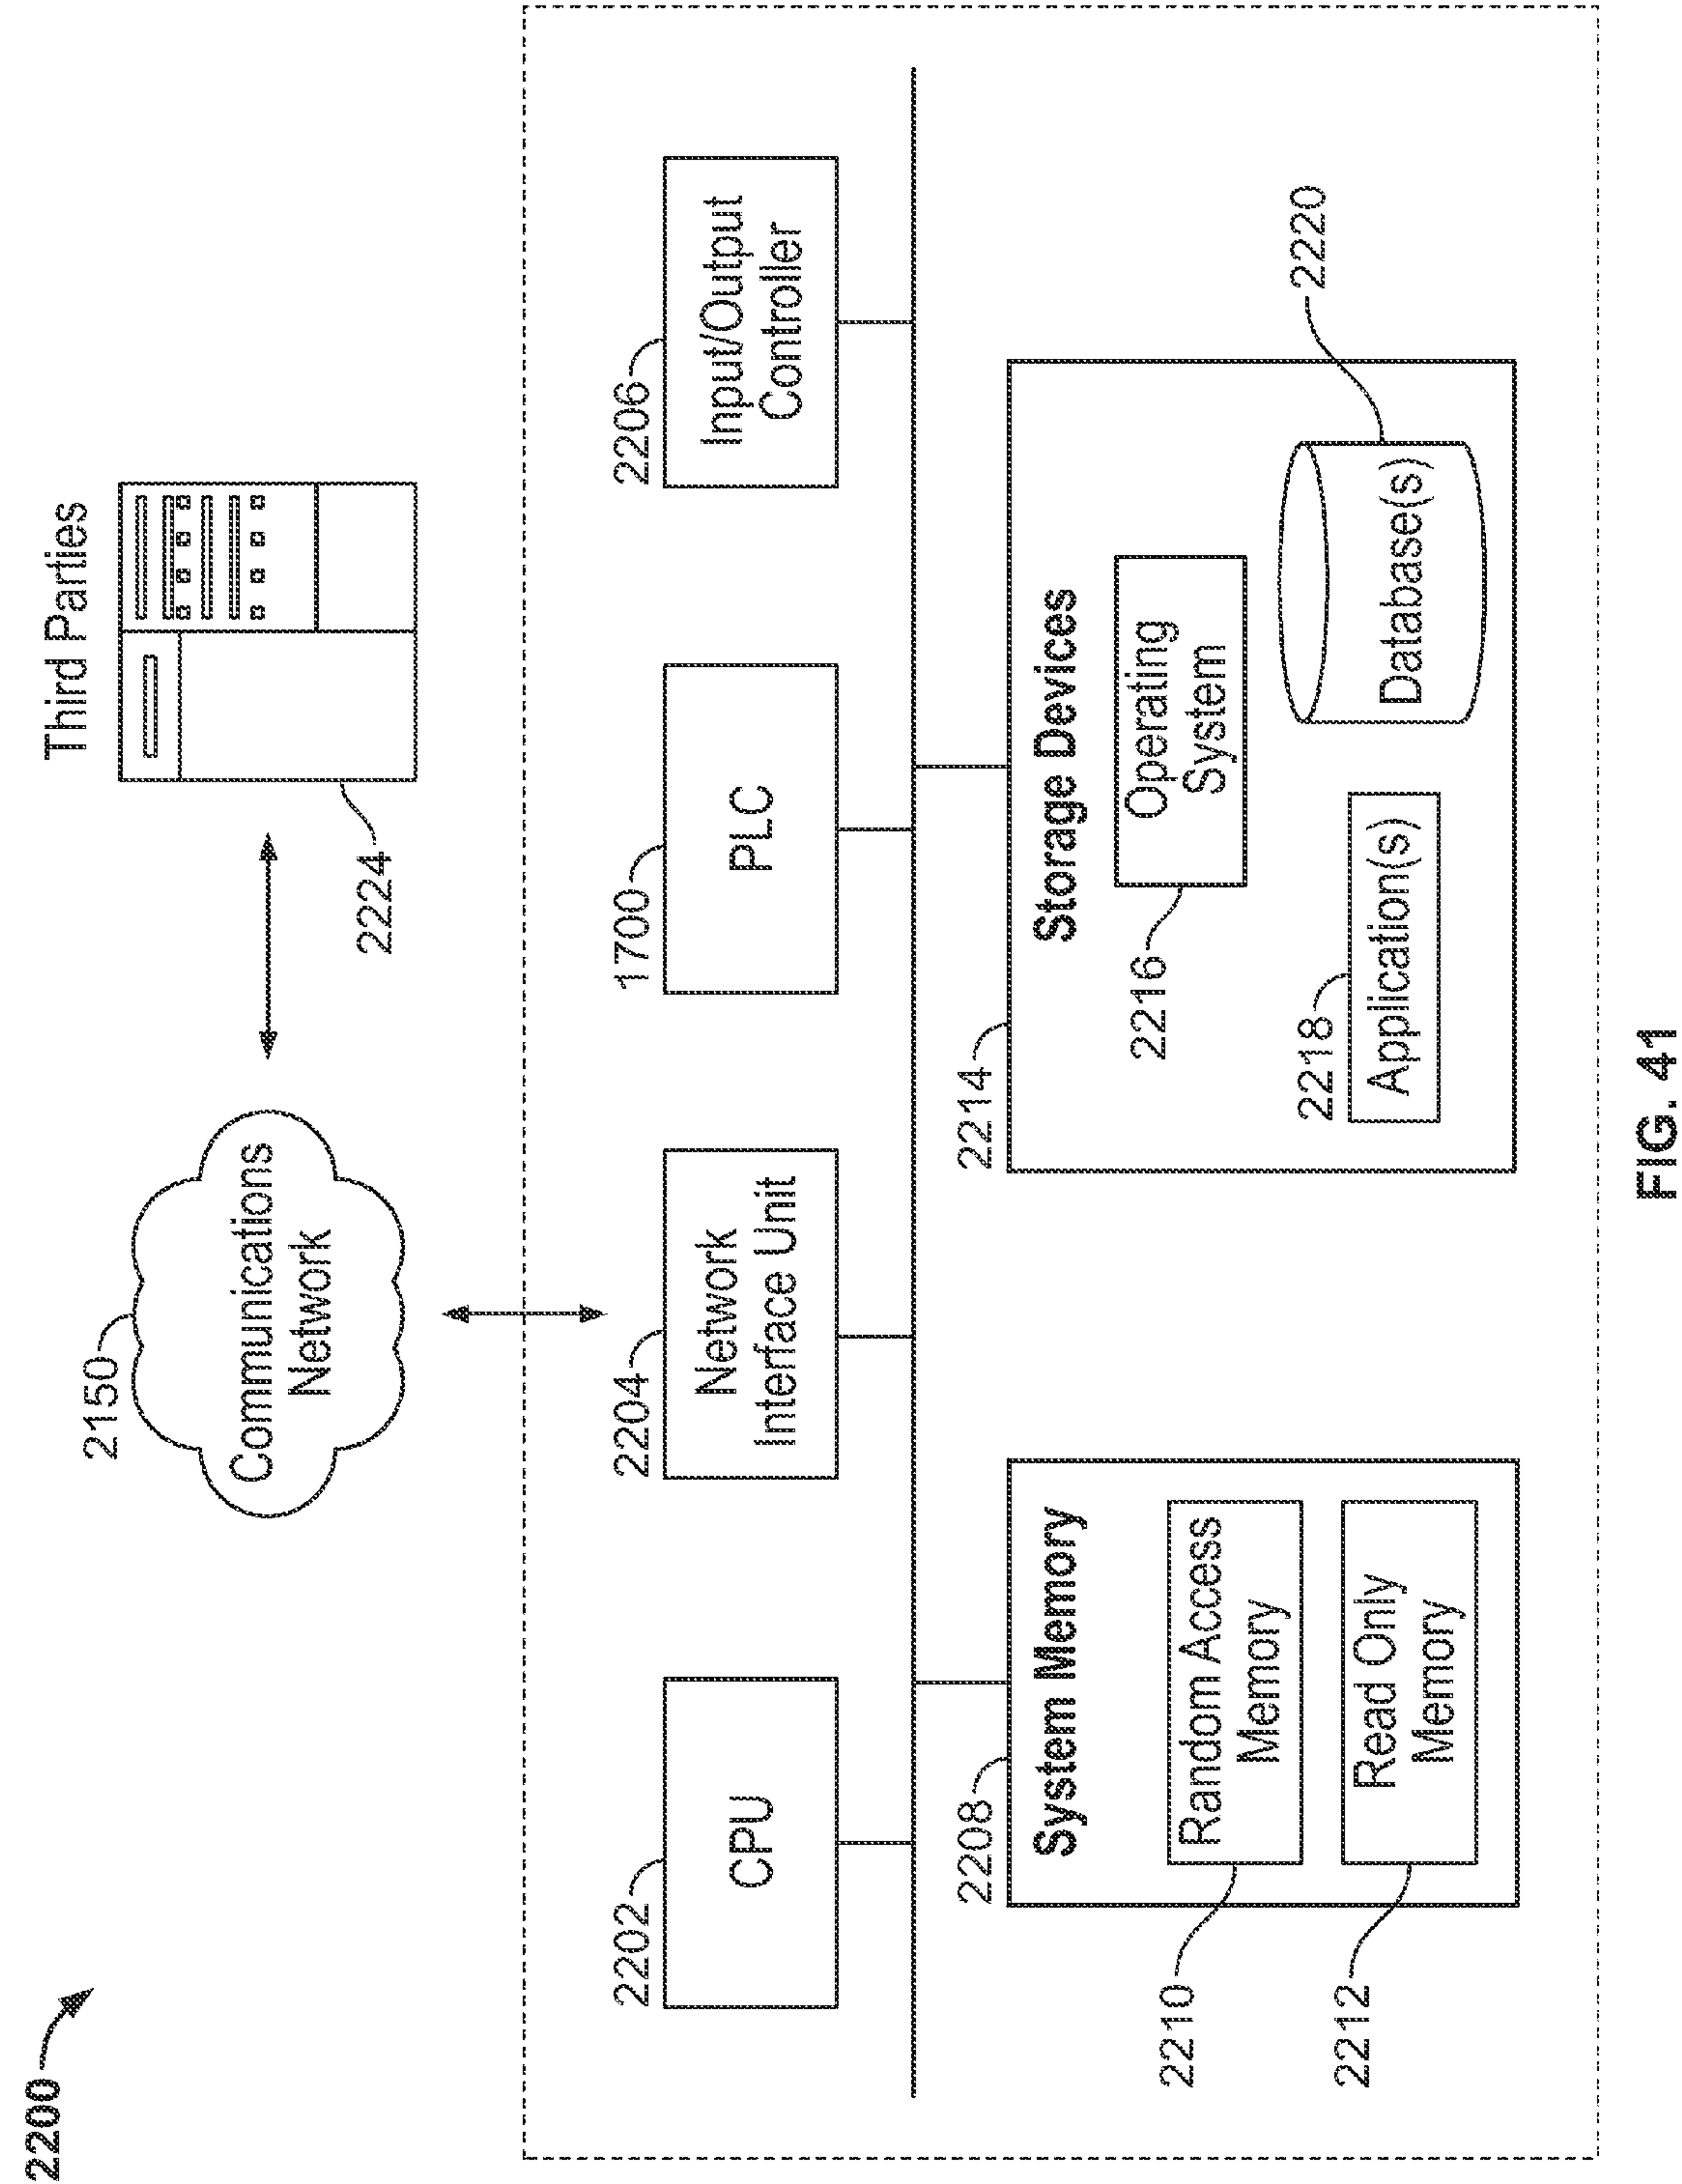 2200
Third Parties
2150
Communications
Network
2224
2202
CPU
2204
Network
Interface Unit
1700
PLC
2206
Input/Output
Controller
2208
System Memory
2210
Random Access
Memory
2212
Read Only
Memory
2214
Storage Devices
2216
Operating
System
2218
Application(s)
Database(s)
2220
FIG. 41